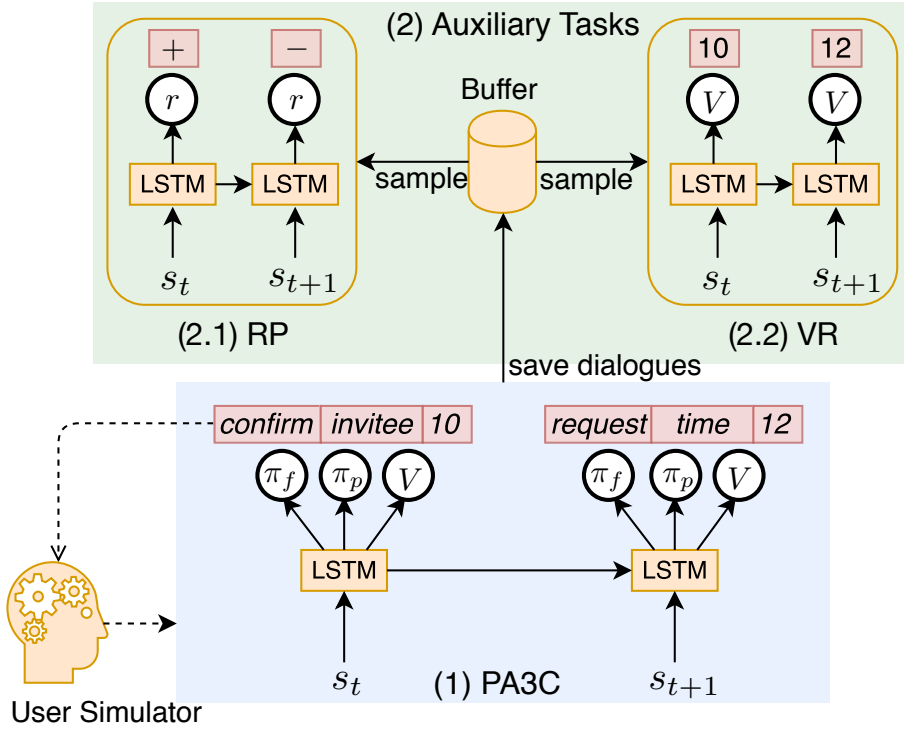 (2) Auxiliary Tasks
+ −
10 12
Buffer
r r
V V
LSTM LSTM
sample sample
LSTM LSTM
s_t s_{t+1}
s_t s_{t+1}
(2.1) RP
(2.2) VR
save dialogues
confirm invitee 10
request time 12
π_f π_p V
π_f π_p V
LSTM
LSTM
s_t
(1) PA3C
s_{t+1}
User Simulator